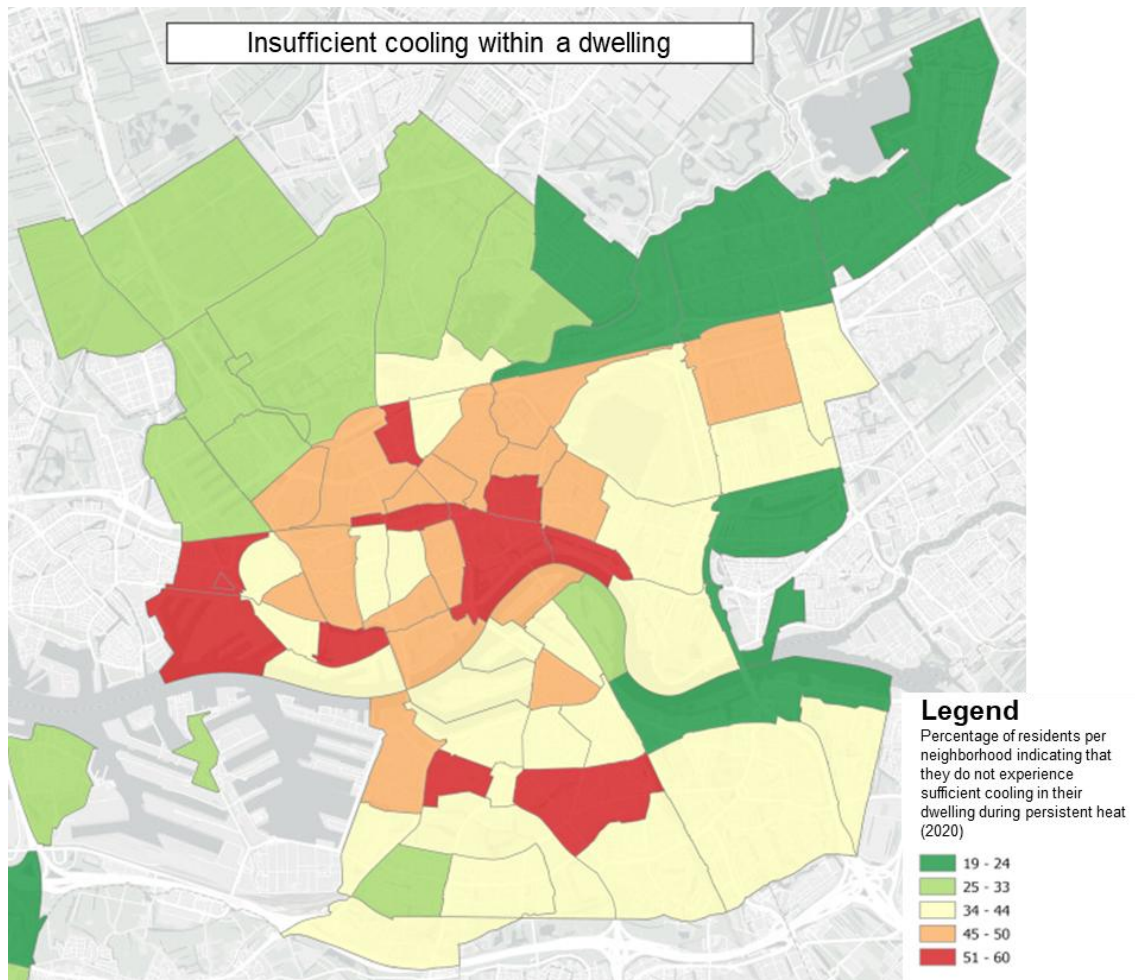 Insufficient cooling within a dwelling
Legend
Percentage of residents per
neighborhood indicating that
they do not experience
sufficient cooling in their
dwelling during persistent heat
(2020)
19 - 24
25 - 33
34 - 44
45 - 50
51 - 60